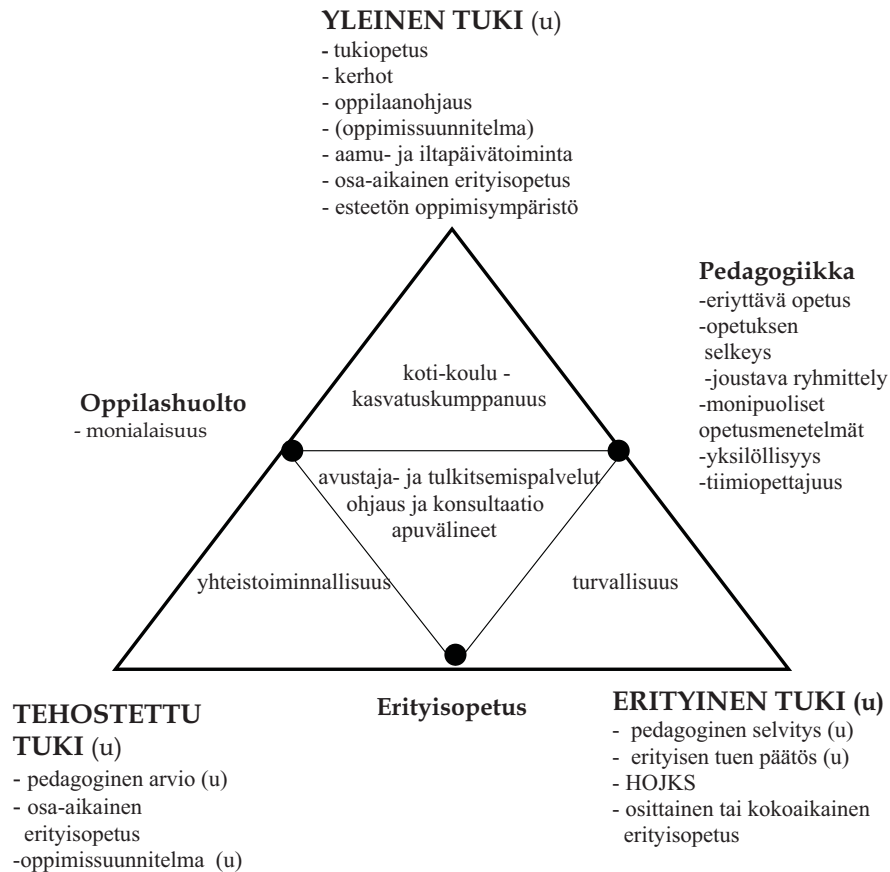 YLEINEN TUKI (u)
- tukiopetus
- kerhot
- oppilaanohjaus
- (oppimissuunnitelma)
- aamu- ja iltapäivätoiminta
- osa-aikainen erityisopetus
- esteetön oppimisympäristö
Pedagogiikka
-eriyttävä opetus
-opetuksen
selkeys
-joustava ryhmittely
-monipuoliset
opetusmenetelmät
-yksilöllisyys
-tiimiopettajuus
Oppilashuolto
- monialaisuus
koti-koulu -
kasvatuskumppanuus
avustaja- ja tulkitsemispalvelut
ohjaus ja konsultaatio
apuvälineet
yhteistoiminnallisuus
turvallisuus
TEHOSTETTU
TUKI (u)
- pedagoginen arvio (u)
- osa-aikainen
erityisopetus
-oppimissuunnitelma (u)
Erityisopetus
ERITYINEN TUKI (u)
- pedagoginen selvitys (u)
- erityisen tuen päätös (u)
- HOJKS
- osittainen tai kokoaikainen
erityisopetus